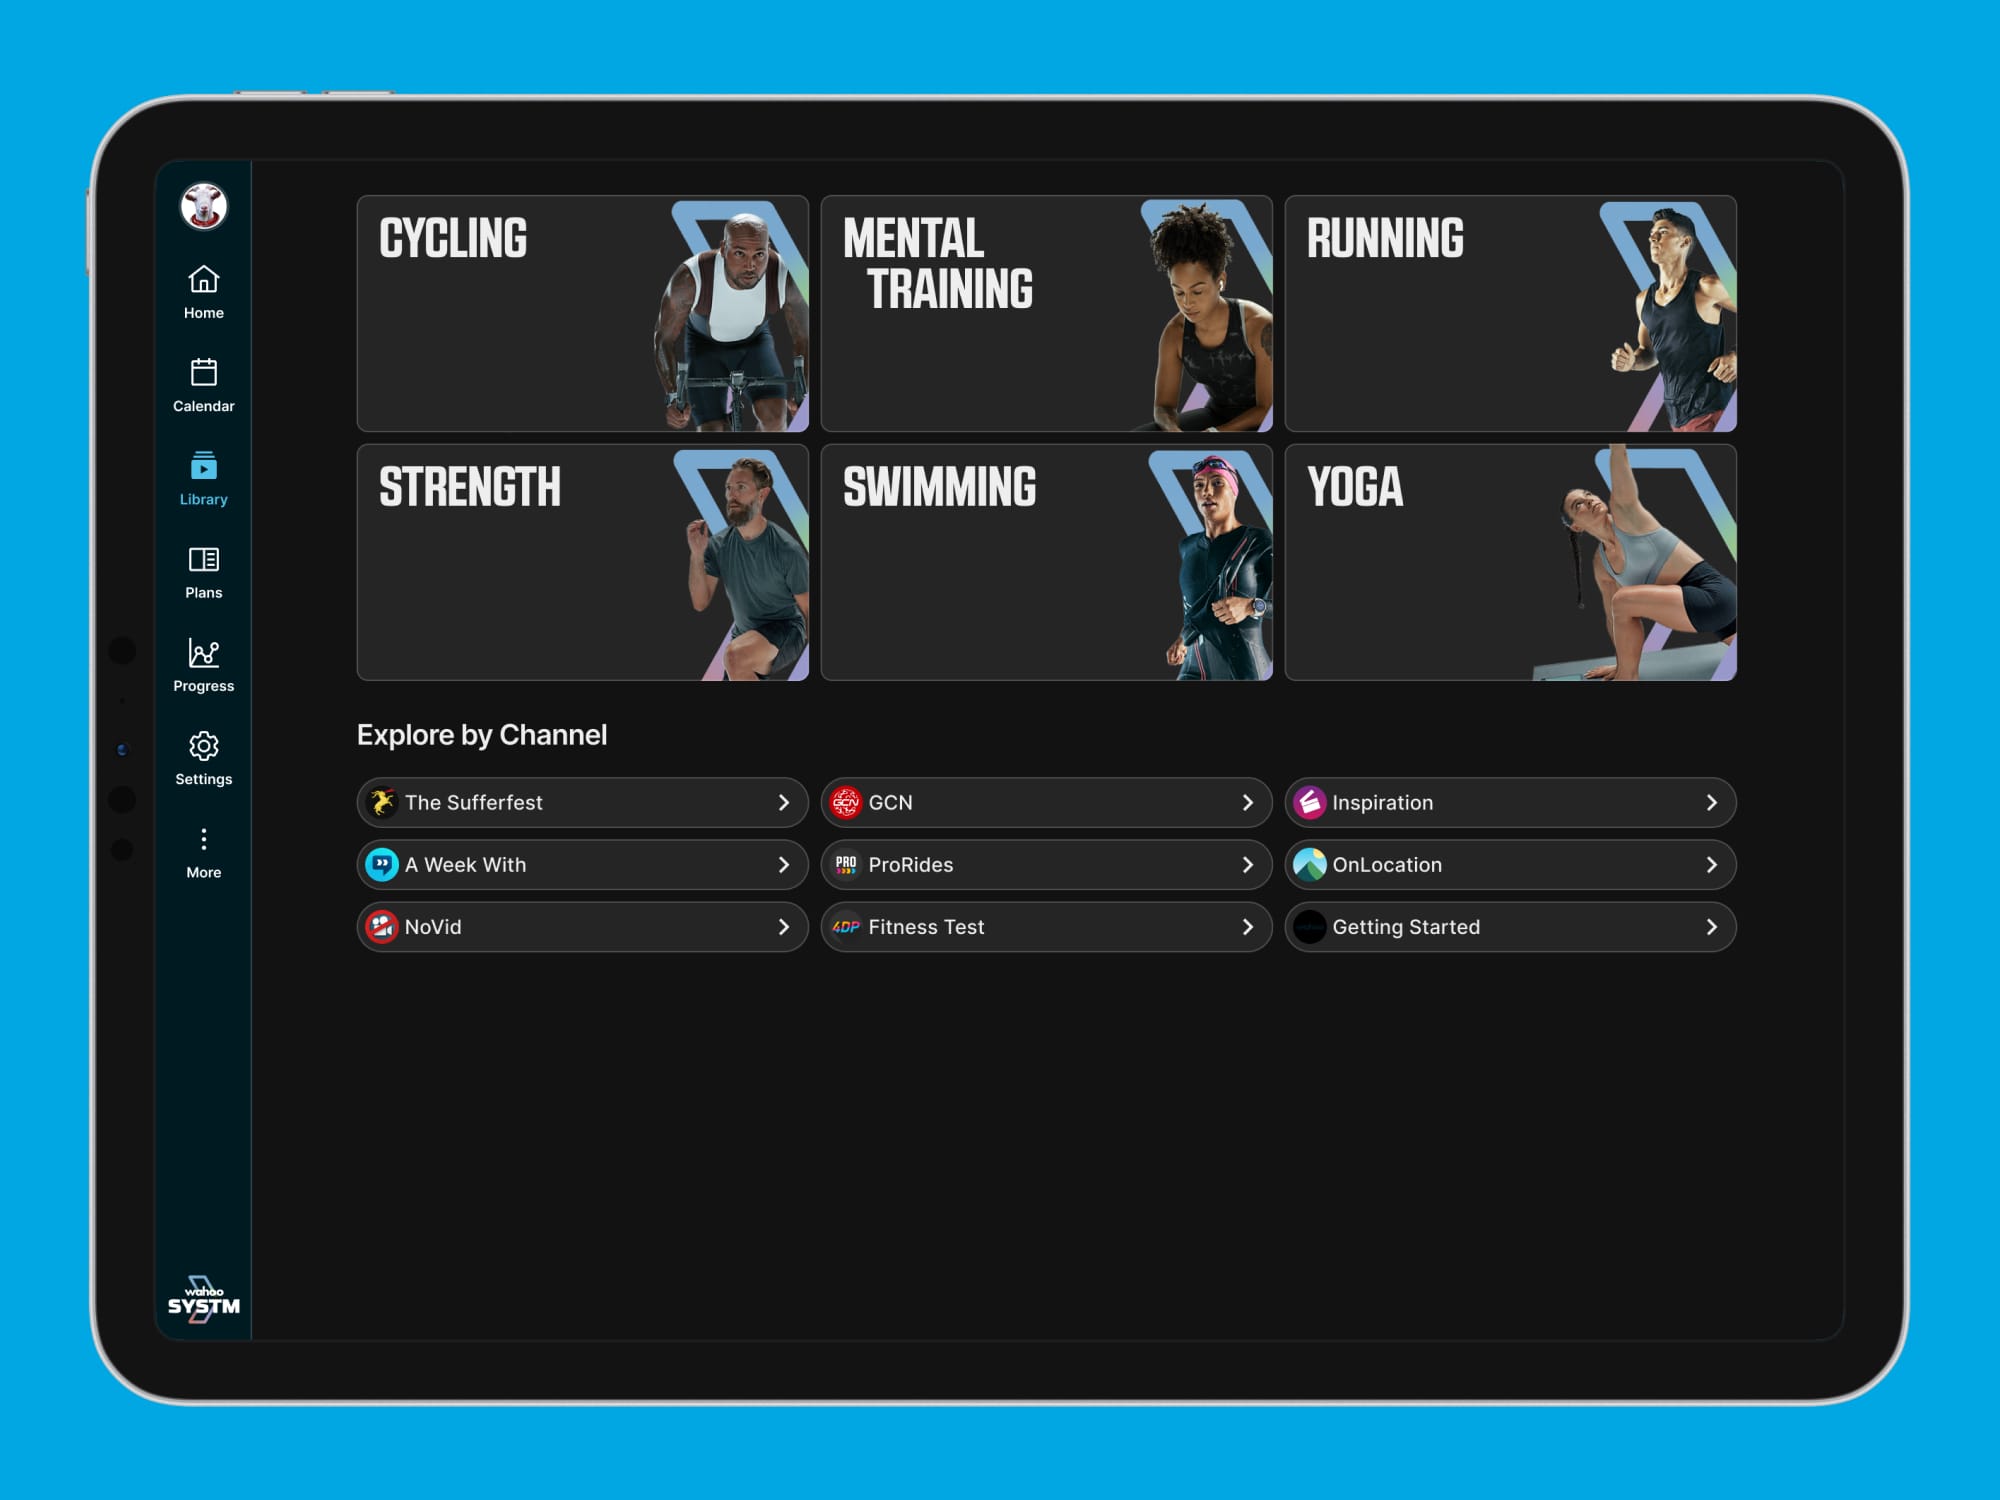 Home
Calendar
Library
Plans
Progress
Settings
More
wahoo
SYSTM
CYCLING
MENTAL
TRAINING
RUNNING
STRENGTH
SWIMMING
YOGA
Explore by Channel
The Sufferfest
GCN
GCN
Inspiration
A Week With
PRO
ProRides
OnLocation
NoVid
4DP
Fitness Test
Getting Started